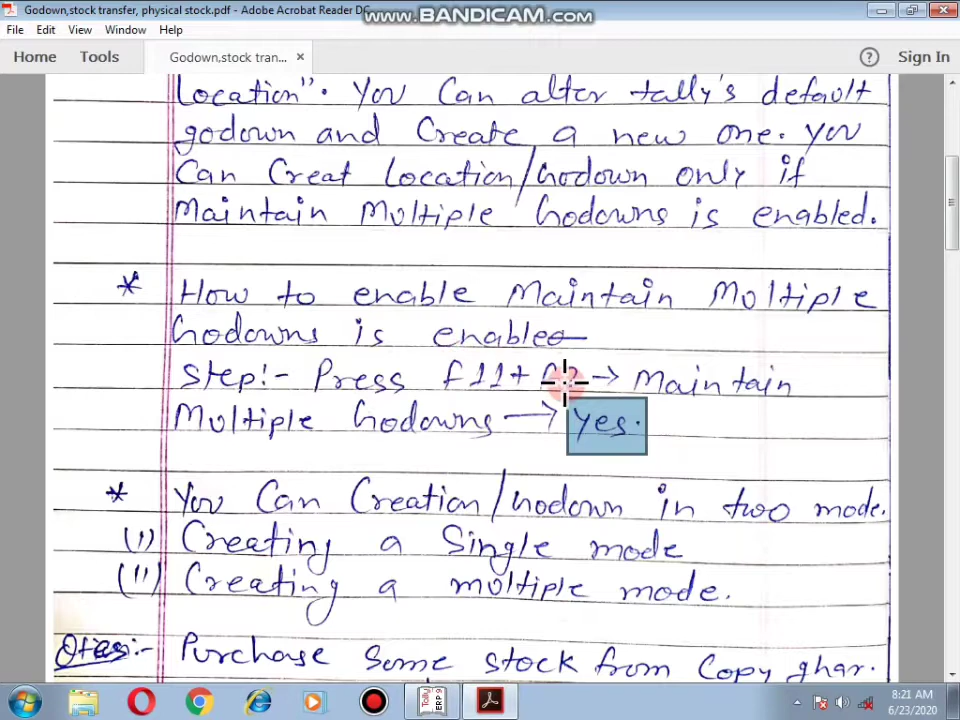 Godown,stock transfer, physical stock.pdf - Adobe Acrobat Reader DC
www.BANDICAM.com
File Edit View Window Help
Home Tools Godown,stock tran... × Sign In
Location". You Can alter tally's default
godown and Create a new one. You
Can Creat Location/Godown only if
Maintain Multiple Godowns is enabled.
* How to enable Maintain Multiple
Godowns is enable
Step:- Press F11+ → Maintain
Multiple Godowns → Yes.
* You Can Creation/Godown in two mode.
(I) Creating a Single mode
(II) Creating a multiple mode.
Purchase Some stock from Copy ghar.
8:21 AM
6/23/2020